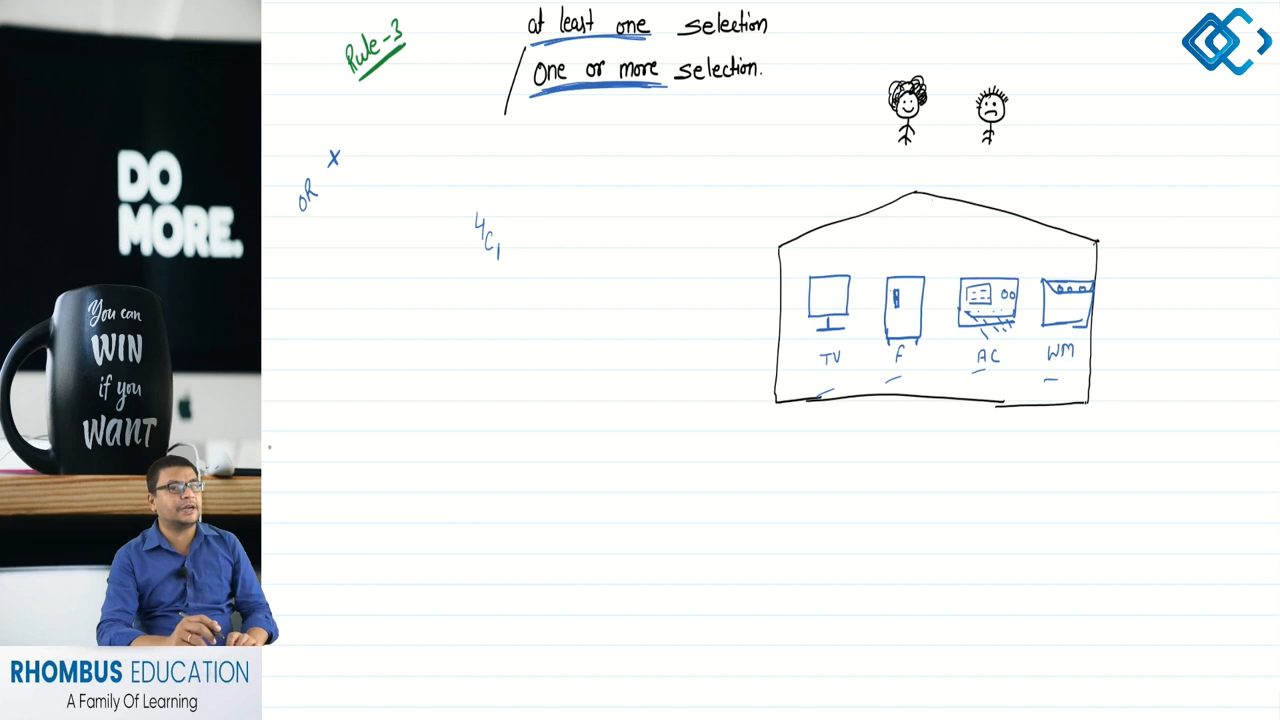 Rule-3
at least one selection
One or more selection.
x
OR
4C1
TV F AC WM
DO
MORE.
You can
WIN
if you
WANT
RHOMBUS EDUCATION
A Family Of Learning